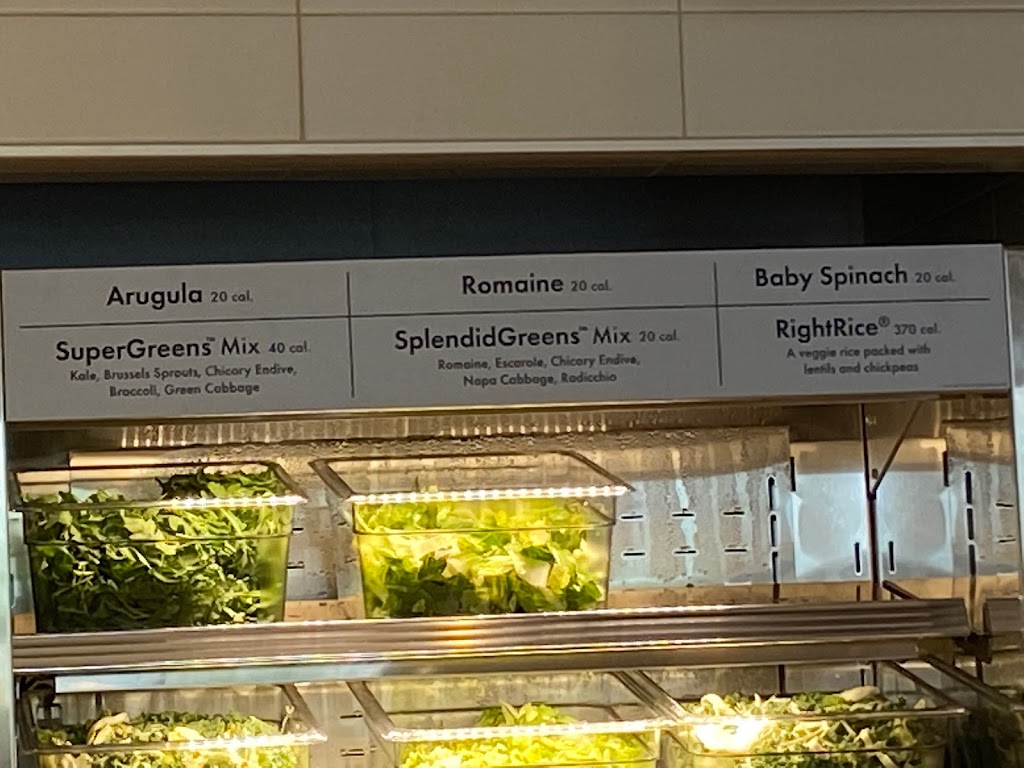 Arugula 20 cal.
Romaine 20 cal.
Baby Spinach 20 cal.
SuperGreens™ Mix 40 cal.
Kale, Brussels Sprouts, Chicory Endive,
Broccoli, Green Cabbage
SplendidGreens™ Mix 20 cal.
Romaine, Escarole, Chicory Endive,
Napa Cabbage, Radicchio
RightRice® 370 cal.
A veggie rice packed with
lentils and chickpeas